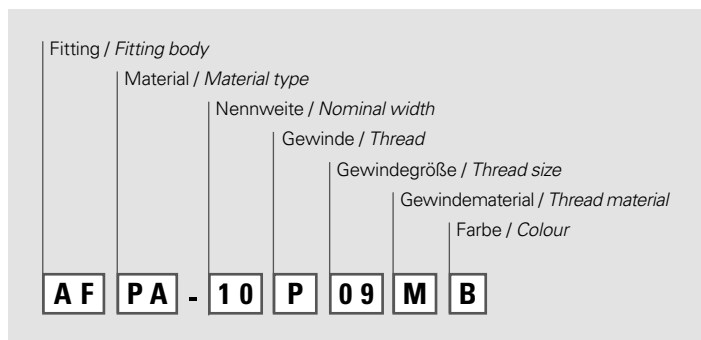 Fitting / Fitting body
Material / Material type
Nennweite / Nominal width
Gewinde / Thread
Gewindegröße / Thread size
Gewindematerial / Thread material
Farbe / Colour
AF PA - 10 P 09 M B